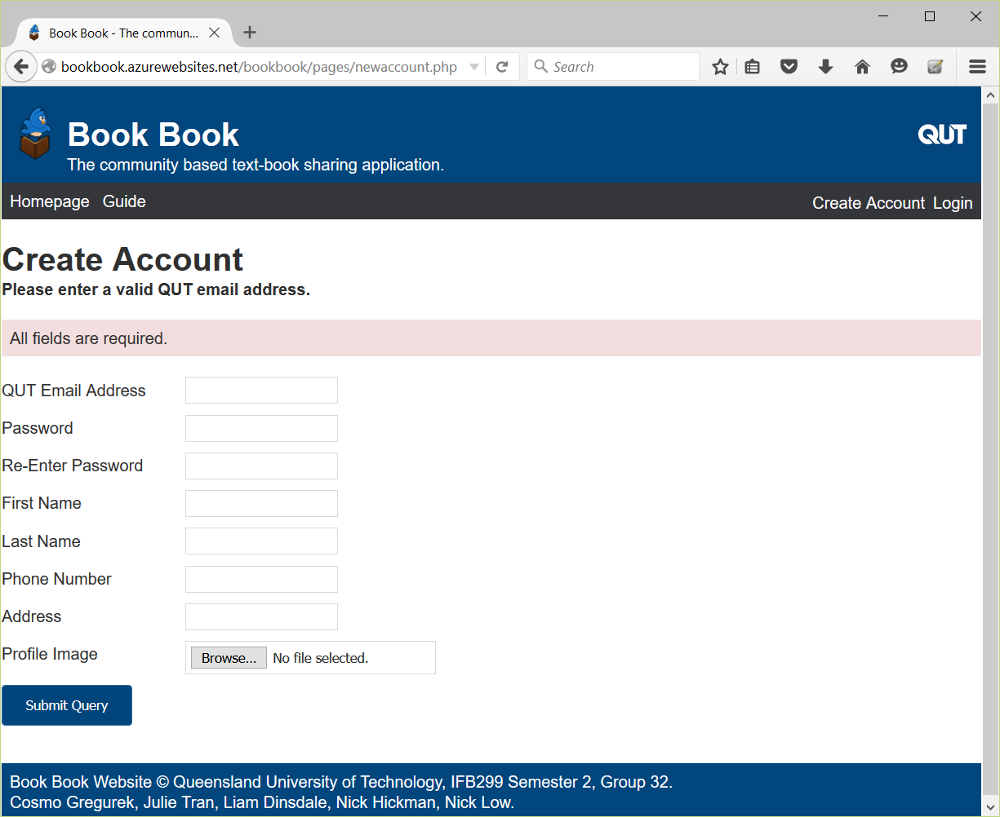 Book Book - The commun...
bookbook.azurewebsites.net/bookbook/pages/newaccount.php
Search
Book Book
The community based text-book sharing application.
QUT
Homepage Guide
Create Account Login
Create Account
Please enter a valid QUT email address.
All fields are required.
QUT Email Address
Password
Re-Enter Password
First Name
Last Name
Phone Number
Address
Profile Image
Browse... No file selected.
Submit Query
Book Book Website © Queensland University of Technology, IFB299 Semester 2, Group 32.
Cosmo Gregurek, Julie Tran, Liam Dinsdale, Nick Hickman, Nick Low.